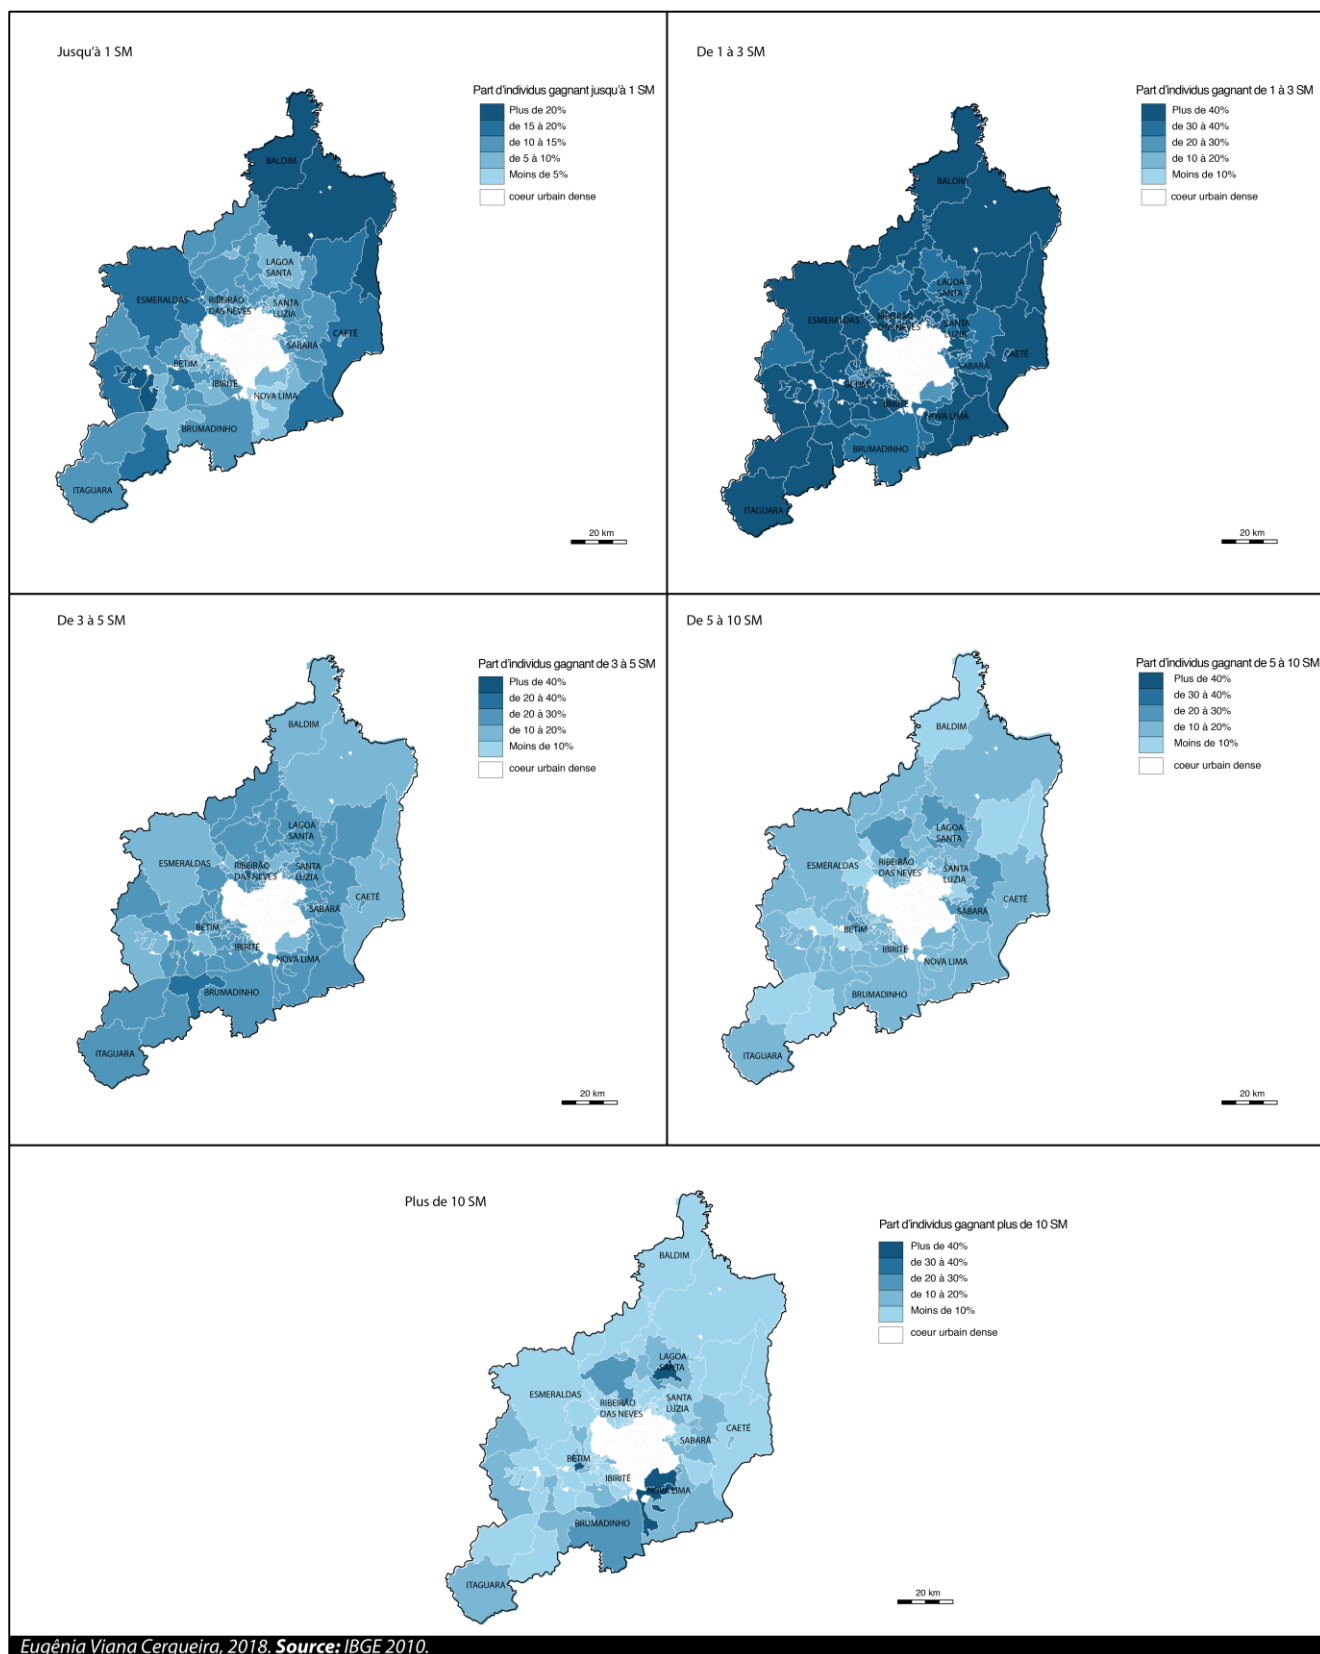 Jusqu'à 1 SM
Part d'individus gagnant jusqu'à 1 SM
Plus de 20%
de 15 à 20%
de 10 à 15%
de 5 à 10%
Moins de 5%
coeur urbain dense
BALDIM
LAGOA
SANTA
ESMERALDAS
RIBEIRÃO
DAS NEVES
SANTA
LUZIA
CAETÉ
SABARÁ
BETIM
IBIRITÉ
NOVA LIMA
BRUMADINHO
ITAGUARA
20 km
De 1 à 3 SM
Part d'individus gagnant de 1 à 3 SM
Plus de 40%
de 30 à 40%
de 20 à 30%
de 10 à 20%
Moins de 10%
coeur urbain dense
BALDIM
LAGOA
SANTA
ESMERALDAS
RIBEIRÃO
DAS NEVES
SANTA
LUZIA
CAETÉ
SABARÁ
BETIM
IBIRITÉ
NOVA LIMA
BRUMADINHO
ITAGUARA
20 km
De 3 à 5 SM
Part d'individus gagnant de 3 à 5 SM
Plus de 40%
de 20 à 40%
de 20 à 30%
de 10 à 20%
Moins de 10%
coeur urbain dense
BALDIM
LAGOA
SANTA
ESMERALDAS
RIBEIRÃO
DAS NEVES
SANTA
LUZIA
CAETÉ
SABARÁ
BETIM
IBIRITÉ
NOVA LIMA
BRUMADINHO
ITAGUARA
20 km
De 5 à 10 SM
Part d'individus gagnant de 5 à 10 SM
Plus de 40%
de 30 à 40%
de 20 à 30%
de 10 à 20%
Moins de 10%
coeur urbain dense
BALDIM
LAGOA
SANTA
ESMERALDAS
RIBEIRÃO
DAS NEVES
SANTA
LUZIA
CAETÉ
SABARÁ
BETIM
IBIRITÉ
NOVA LIMA
BRUMADINHO
ITAGUARA
20 km
Plus de 10 SM
Part d'individus gagnant plus de 10 SM
Plus de 40%
de 30 à 40%
de 20 à 30%
de 10 à 20%
Moins de 10%
coeur urbain dense
BALDIM
LAGOA
SANTA
ESMERALDAS
RIBEIRÃO
DAS NEVES
SANTA
LUZIA
CAETÉ
SABARÁ
BETIM
IBIRITÉ
NOVA LIMA
BRUMADINHO
ITAGUARA
20 km
Eugênia Viana Cerqueira, 2018. Source: IBGE 2010.